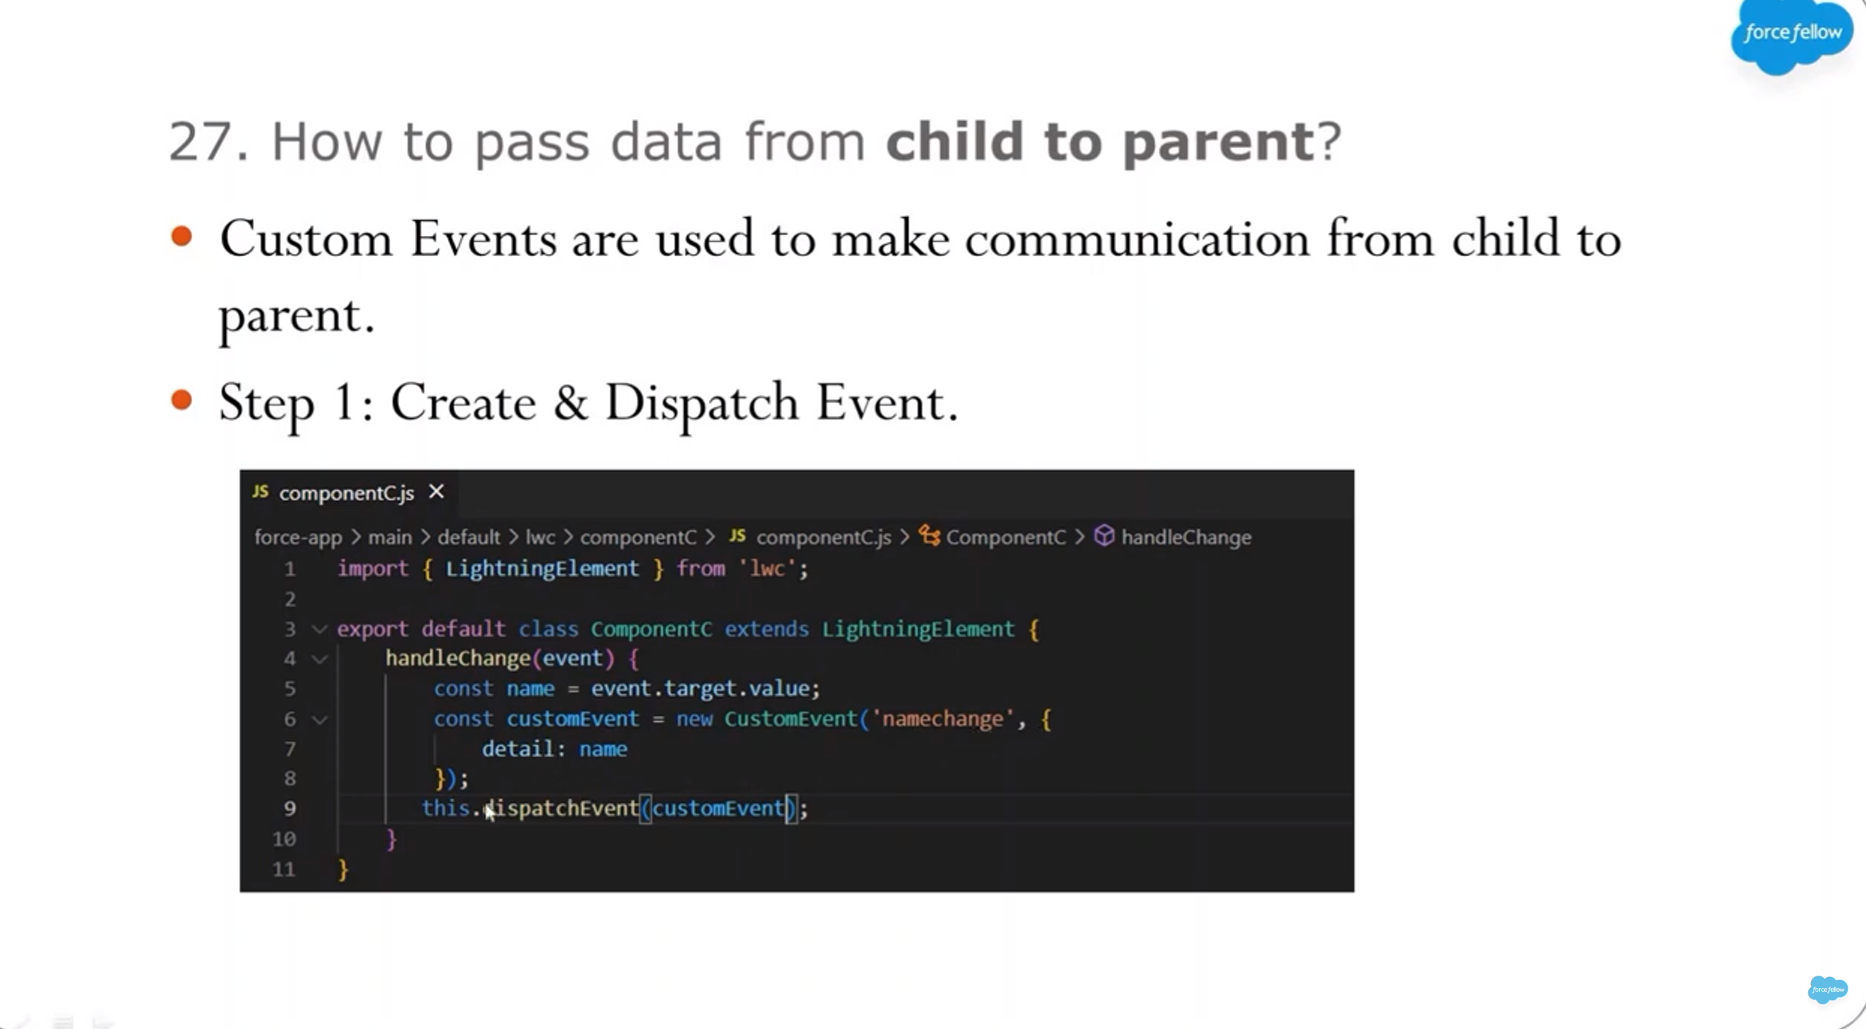 force fellow
27. How to pass data from child to parent?
• Custom Events are used to make communication from child to
parent.
• Step 1: Create & Dispatch Event.
JS componentC.js ×
force-app > main > default > lwc > componentC > JS componentC.js > ComponentC > handleChange
1 import { LightningElement } from 'lwc';
2
3 export default class ComponentC extends LightningElement {
4 handleChange(event) {
5 const name = event.target.value;
6 const customEvent = new CustomEvent('namechange', {
7 detail: name
8 });
9 this.dispatchEvent(customEvent);
10 }
11 }
force fellow